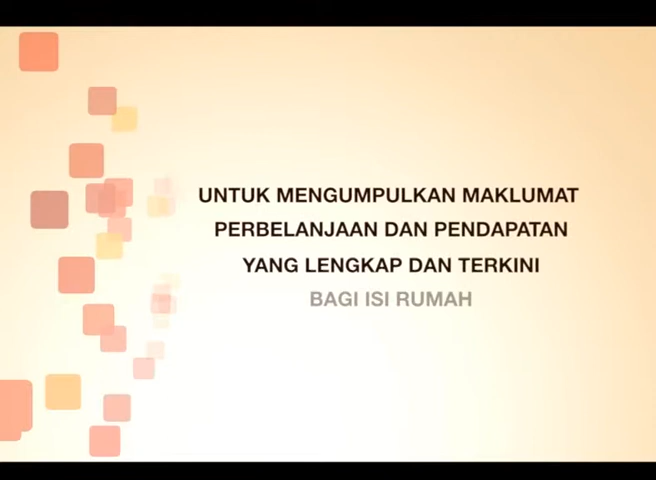 UNTUK MENGUMPULKAN MAKLUMAT
PERBELANJAAN DAN PENDAPATAN
YANG LENGKAP DAN TERKINI
BAGI ISI RUMAH